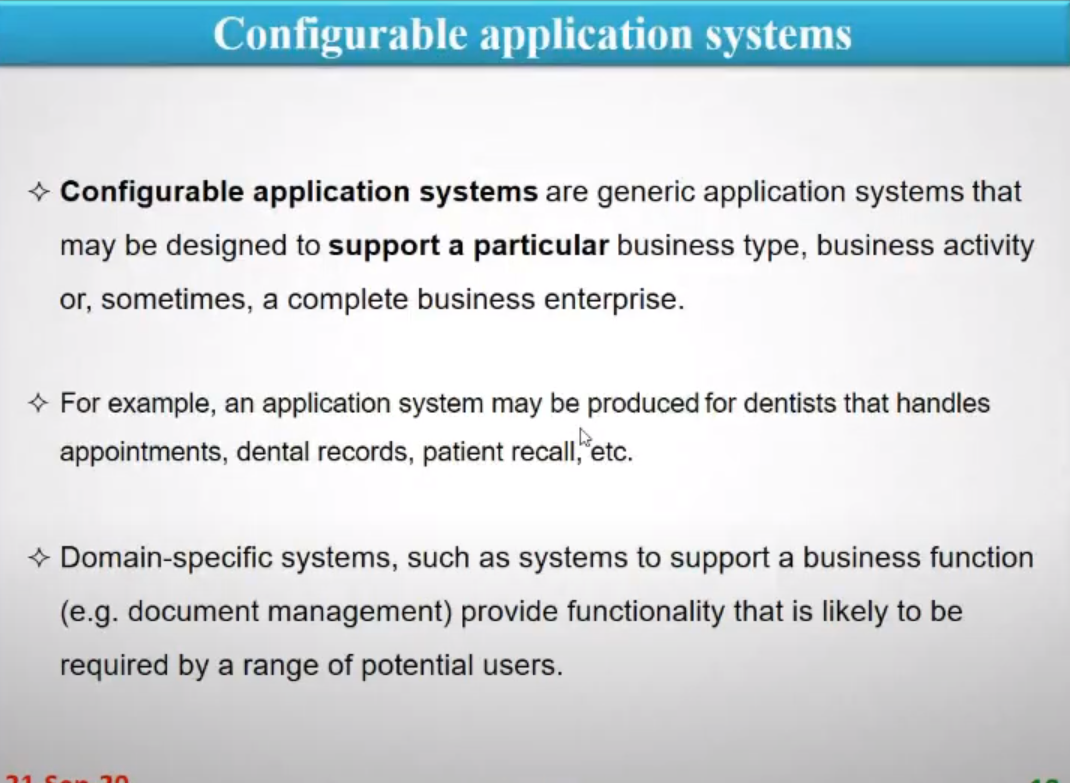 Configurable application systems
✧ Configurable application systems are generic application systems that
may be designed to support a particular business type, business activity
or, sometimes, a complete business enterprise.
✧ For example, an application system may be produced for dentists that handles
appointments, dental records, patient recall, etc.
✧ Domain-specific systems, such as systems to support a business function
(e.g. document management) provide functionality that is likely to be
required by a range of potential users.
21-Sep-20